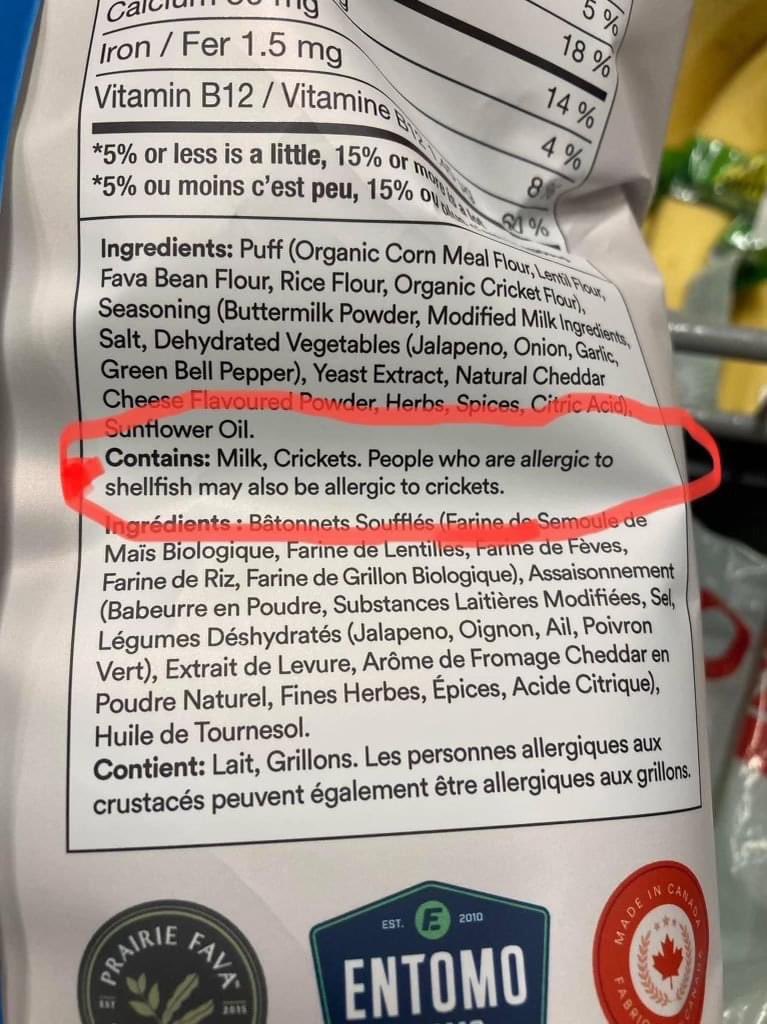 Iron / Fer 1.5 mg
Vitamin B12 / Vitamine
5 %
18 %
14 %
4 %
*5% or less is a little, 15% or more
*5% ou moins c'est peu, 15% ou
Ingredients: Puff (Organic Corn Meal Flour, Lentil Flour,
Fava Bean Flour, Rice Flour, Organic Cricket Flour),
Seasoning (Buttermilk Powder, Modified Milk Ingredients,
Salt, Dehydrated Vegetables (Jalapeno, Onion, Garlic,
Green Bell Pepper), Yeast Extract, Natural Cheddar
Cheese Flavoured Powder, Herbs, Spices, Citric Acid),
Sunflower Oil.
Contains: Milk, Crickets. People who are allergic to
shellfish may also be allergic to crickets.
Ingrédients : Bâtonnets Soufflés (Farine de Semoule de
Maïs Biologique, Farine de Lentilles, Farine de Fèves,
Farine de Riz, Farine de Grillon Biologique), Assaisonnement
(Babeurre en Poudre, Substances Laitières Modifiées, Sel,
Légumes Déshydratés (Jalapeno, Oignon, Ail, Poivron
Vert), Extrait de Levure, Arôme de Fromage Cheddar en
Poudre Naturel, Fines Herbes, Épices, Acide Citrique),
Huile de Tournesol.
Contient: Lait, Grillons. Les personnes allergiques aux
crustacés peuvent également être allergiques aux grillons.
PRAIRIE FAVA
EST 2015
EST. E 2010
ENTOMO
MADE IN CANADA